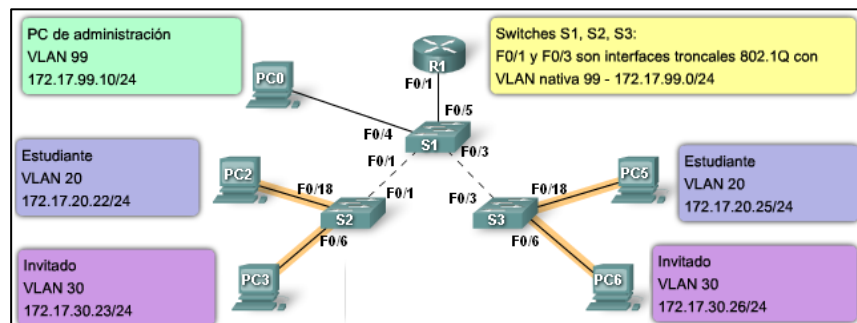 PC de administración
VLAN 99
172.17.99.10/24
Switches S1, S2, S3:
F0/1 y F0/3 son interfaces troncales 802.1Q con
VLAN nativa 99 - 172.17.99.0/24
R1
F0/1
PC0
F0/5
F0/4
S1
F0/1
F0/3
Estudiante
VLAN 20
172.17.20.22/24
PC2
F0/18
F0/1
S2
F0/6
F0/3
S3
F0/18
F0/6
PC5
Estudiante
VLAN 20
172.17.20.25/24
Invitado
VLAN 30
172.17.30.23/24
PC3
PC6
Invitado
VLAN 30
172.17.30.26/24